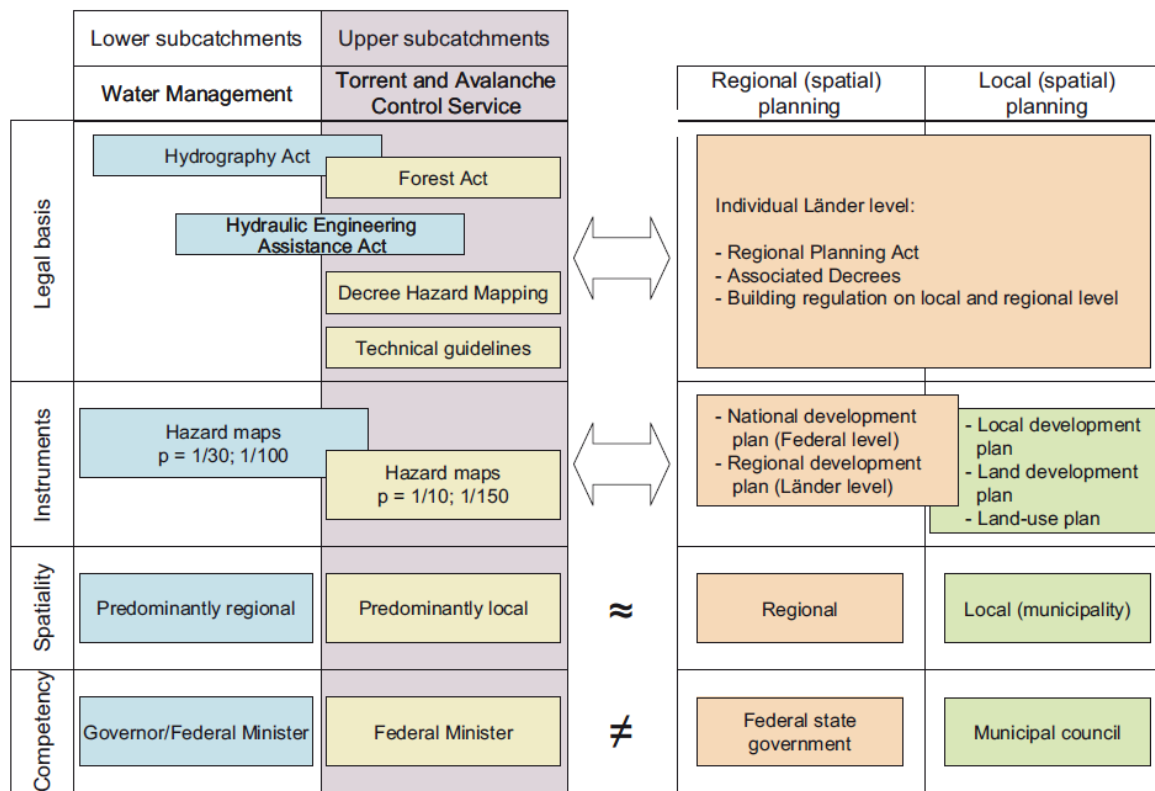 Lower subcatchments
Upper subcatchments
Water Management
Torrent and Avalanche
Control Service
Regional (spatial)
planning
Local (spatial)
planning
Legal basis
Hydrography Act
Forest Act
Hydraulic Engineering
Assistance Act
Decree Hazard Mapping
Technical guidelines
Individual Länder level:
- Regional Planning Act
- Associated Decrees
- Building regulation on local and regional level
Instruments
Hazard maps
p = 1/30; 1/100
Hazard maps
p = 1/10; 1/150
- National development
plan (Federal level)
- Regional development
plan (Länder level)
- Local development
plan
- Land development
plan
- Land-use plan
Spatiality
Predominantly regional
Predominantly local
≈
Regional
Local (municipality)
Competency
Governor/Federal Minister
Federal Minister
≠
Federal state
government
Municipal council